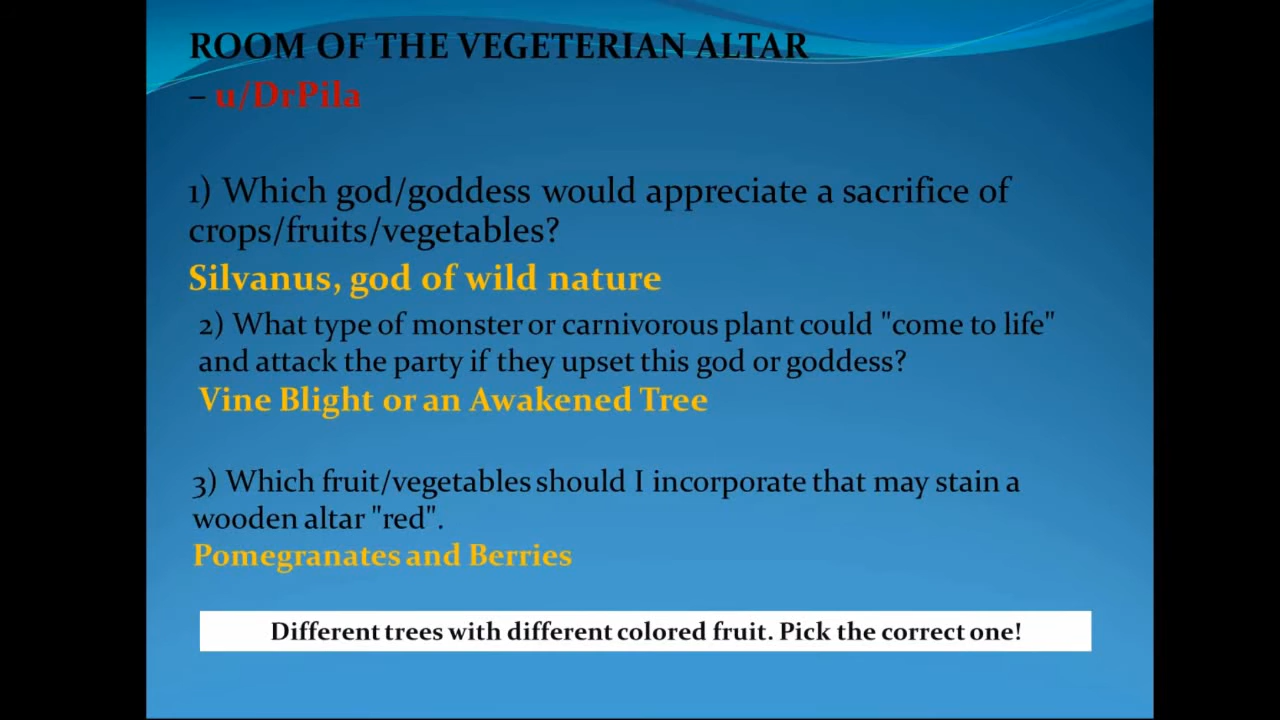 ROOM OF THE VEGETERIAN ALTAR
– u/DrPila
1) Which god/goddess would appreciate a sacrifice of
crops/fruits/vegetables?
Silvanus, god of wild nature
2) What type of monster or carnivorous plant could "come to life"
and attack the party if they upset this god or goddess?
Vine Blight or an Awakened Tree
3) Which fruit/vegetables should I incorporate that may stain a
wooden altar "red".
Pomegranates and Berries
Different trees with different colored fruit. Pick the correct one!